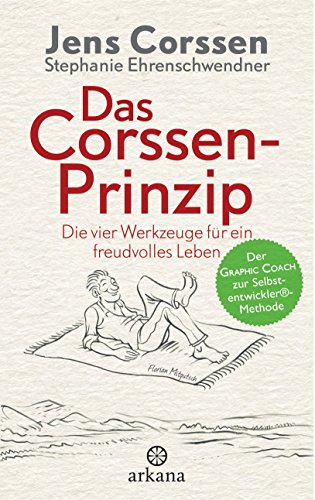 Jens Corssen
Stephanie Ehrenschwendner
Das
Corssen-
Prinzip
Die vier Werkzeuge für ein
freudvolles Leben
Der
GRAPHIC COACH
zur Selbst-
entwickler®-
Methode
Florian Mitgutsch
arkana